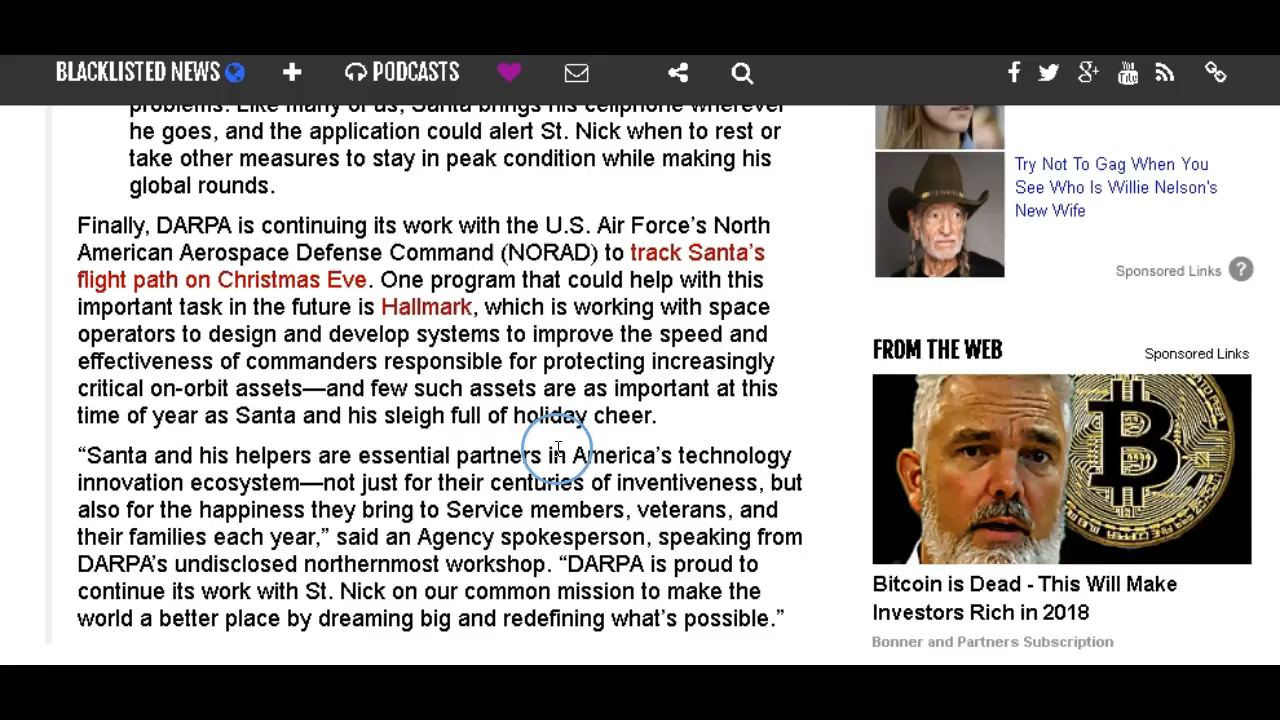 BLACKLISTED NEWS
PODCASTS
problems. Like many of us, Santa brings his cellphone wherever
he goes, and the application could alert St. Nick when to rest or
take other measures to stay in peak condition while making his
global rounds.
Finally, DARPA is continuing its work with the U.S. Air Force’s North
American Aerospace Defense Command (NORAD) to track Santa’s
flight path on Christmas Eve. One program that could help with this
important task in the future is Hallmark, which is working with space
operators to design and develop systems to improve the speed and
effectiveness of commanders responsible for protecting increasingly
critical on-orbit assets—and few such assets are as important at this
time of year as Santa and his sleigh full of holiday cheer.
“Santa and his helpers are essential partners in America’s technology
innovation ecosystem—not just for their centuries of inventiveness, but
also for the happiness they bring to Service members, veterans, and
their families each year,” said an Agency spokesperson, speaking from
DARPA’s undisclosed northernmost workshop. “DARPA is proud to
continue its work with St. Nick on our common mission to make the
world a better place by dreaming big and redefining what’s possible.”
Try Not To Gag When You
See Who Is Willie Nelson's
New Wife
Sponsored Links ?
FROM THE WEB
Sponsored Links
Bitcoin is Dead - This Will Make
Investors Rich in 2018
Bonner and Partners Subscription